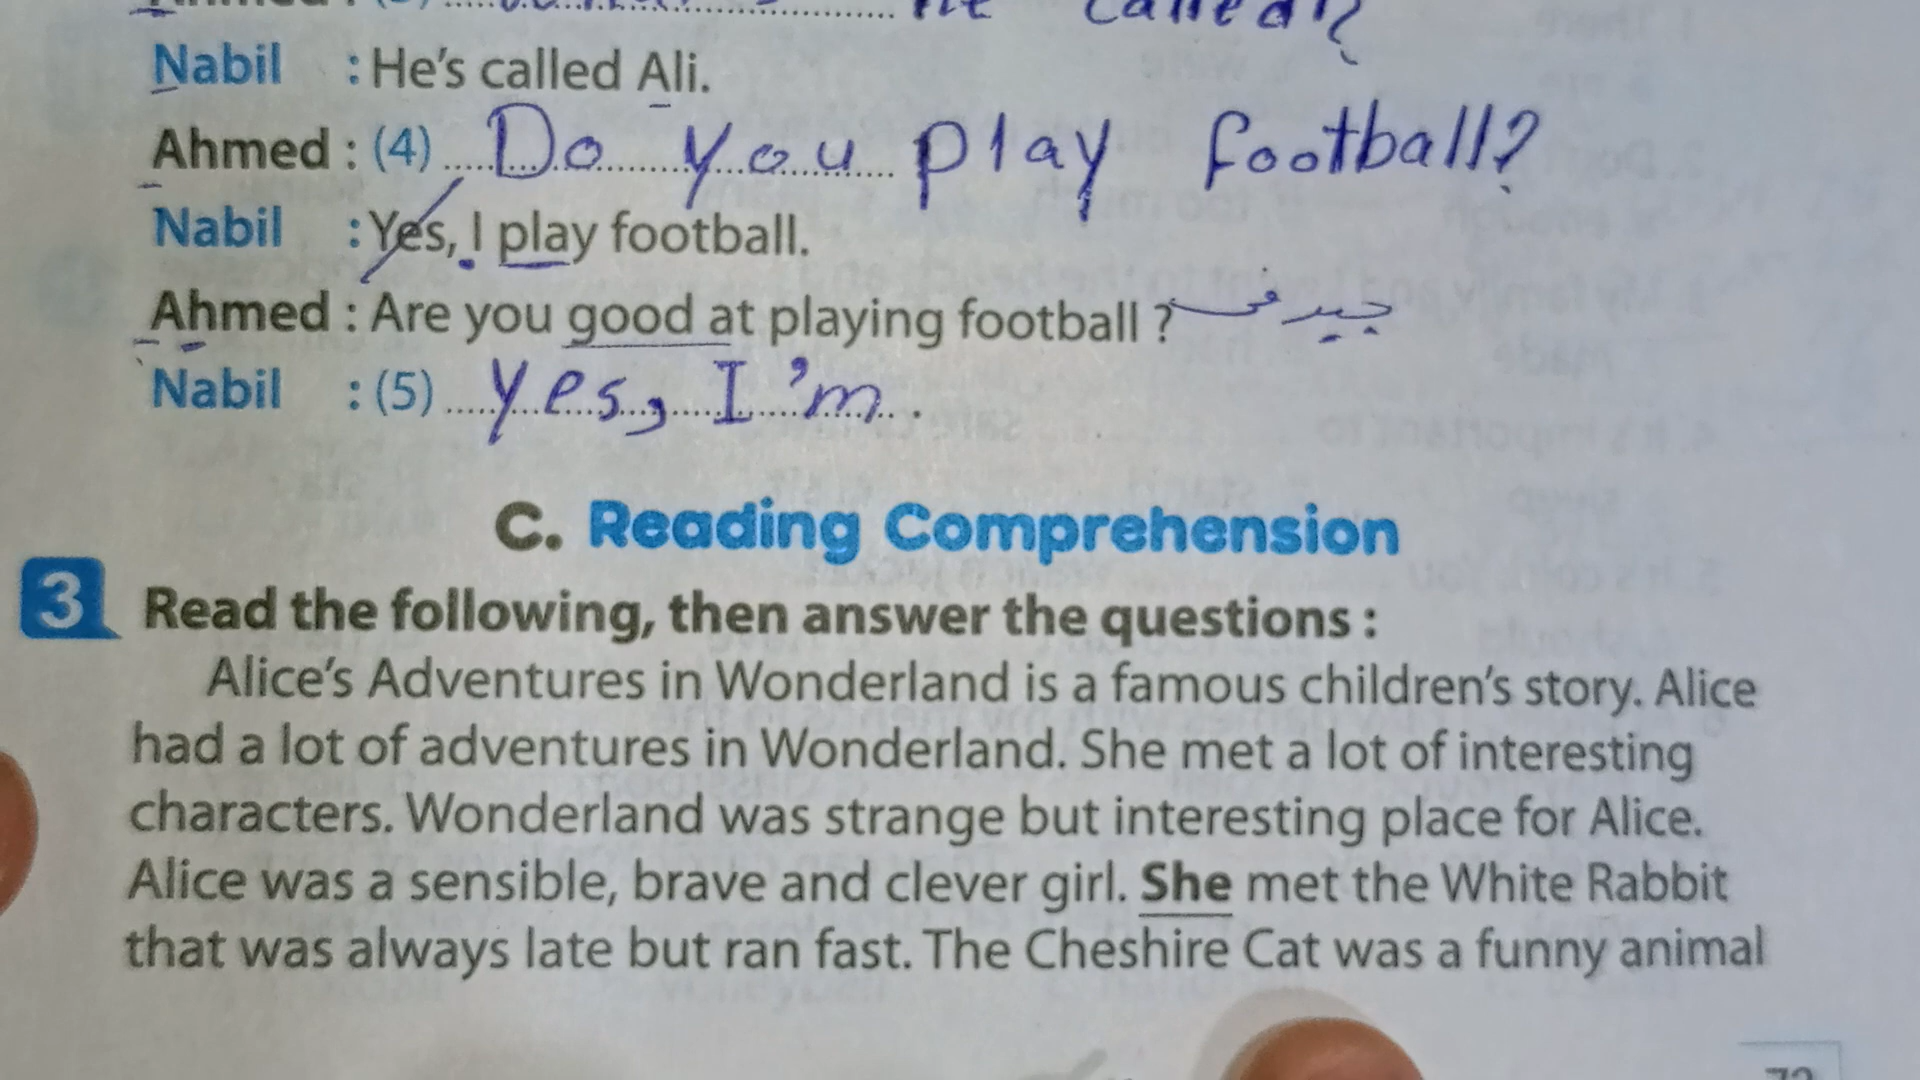 Ahmed : (3) ............ he called?
Nabil : He's called Ali.
Ahmed : (4) Do you play football?
Nabil : Yes, I play football.
Ahmed : Are you good at playing football ? جيد في
Nabil : (5) Yes, I'm.
C. Reading Comprehension
3 Read the following, then answer the questions :
Alice's Adventures in Wonderland is a famous children's story. Alice
had a lot of adventures in Wonderland. She met a lot of interesting
characters. Wonderland was strange but interesting place for Alice.
Alice was a sensible, brave and clever girl. She met the White Rabbit
that was always late but ran fast. The Cheshire Cat was a funny animal